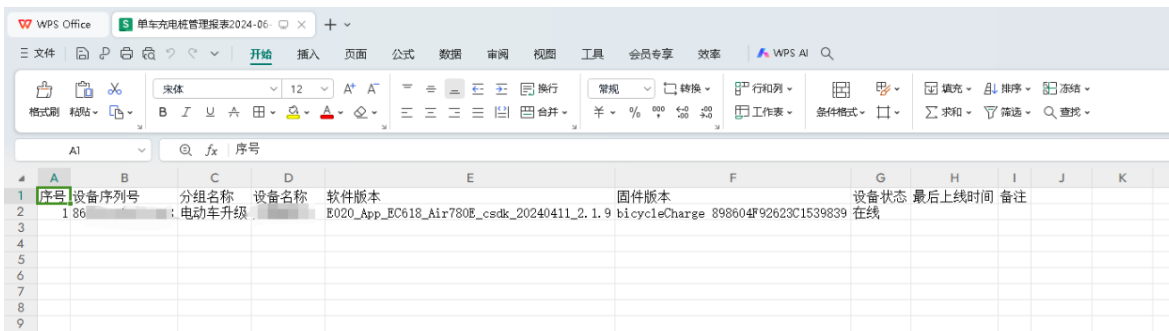 WPS Office 单车充电桩管理报表2024-06-
文件 开始 插入 页面 公式 数据 审阅 视图 工具 会员专享 效率 WPS AI
宋体 12 A+ A- 换行 常规 转换 行和列 填充 排序 冻结
格式刷 粘贴 B I U A 合并 ¥ % 工作表 条件格式 求和 筛选 查找
A1 fx 序号
A B C D E F G H I J K
1 序号 设备序列号 分组名称 设备名称 软件版本 固件版本 设备状态 最后上线时间 备注
2 1 86 电动车升级 E020_App_EC618_Air780E_csdk_20240411_2.1.9 bicycleCharge 898604F92623C1539839 在线
3
4
5
6
7
8
9